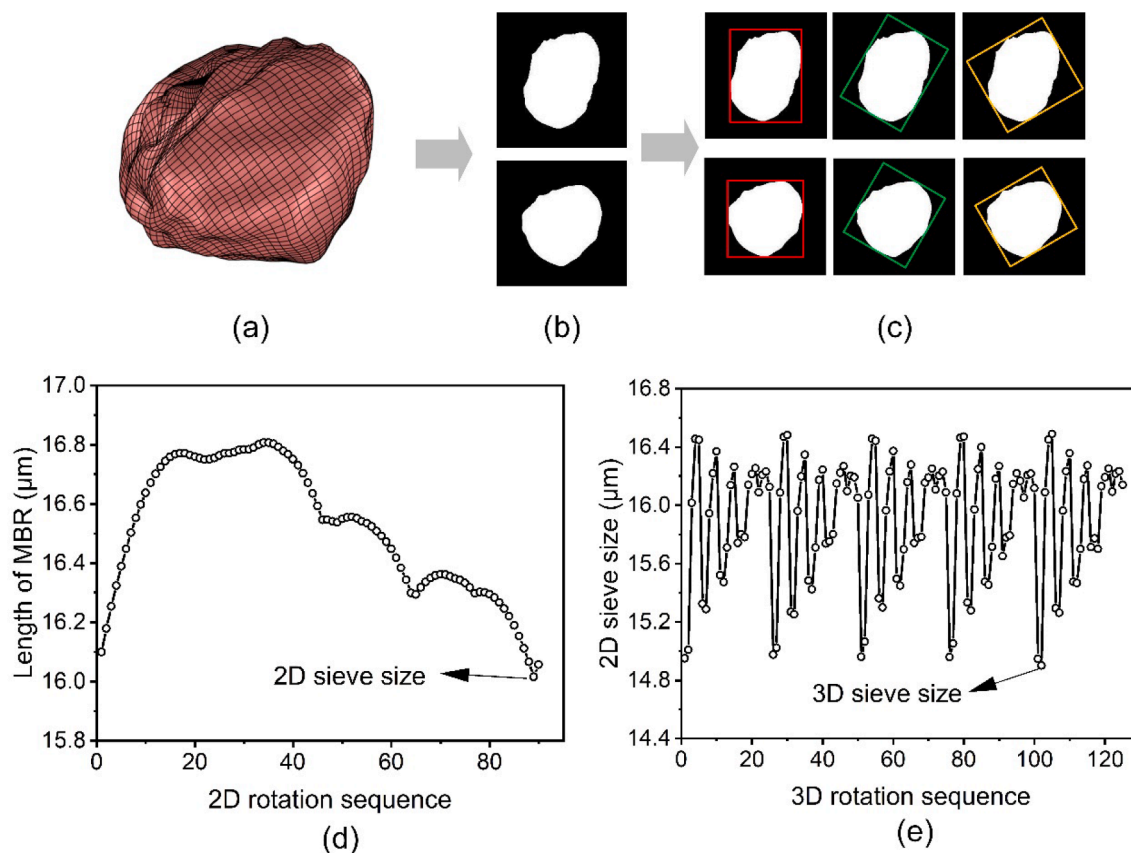 (a)
(b)
(c)
17.0
16.8
16.6
16.4
16.2
16.0
15.8
Length of MBR (μm)
2D sieve size
0 20 40 60 80
2D rotation sequence
(d)
16.8
16.4
16.0
15.6
15.2
14.8
14.4
2D sieve size (μm)
3D sieve size
0 20 40 60 80 100 120
3D rotation sequence
(e)